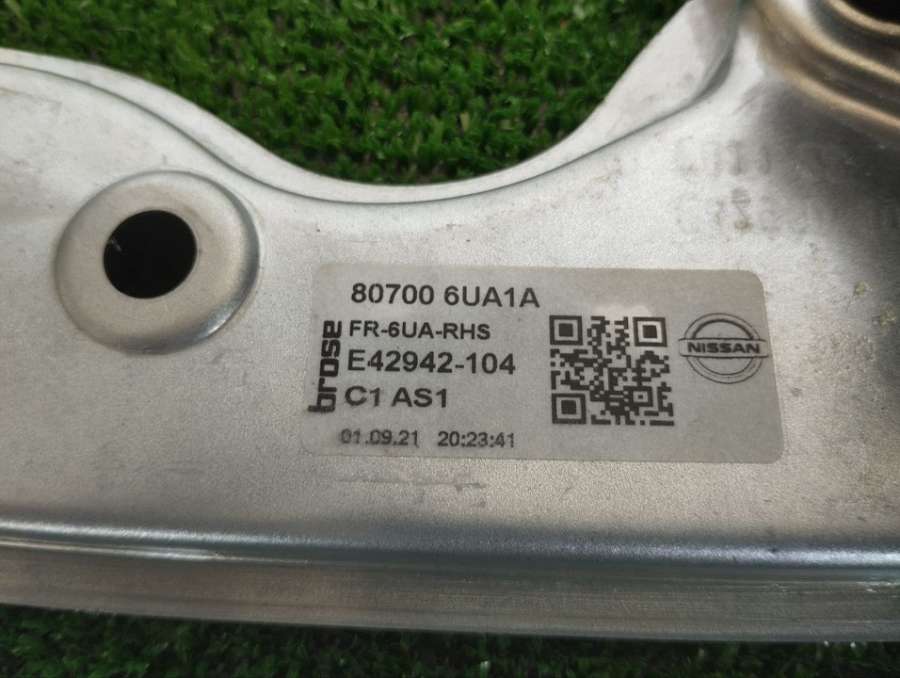 80700 6UA1A
brose
FR-6UA-RHS
E42942-104
C1 AS1
01.09.21 20:23:41
NISSAN